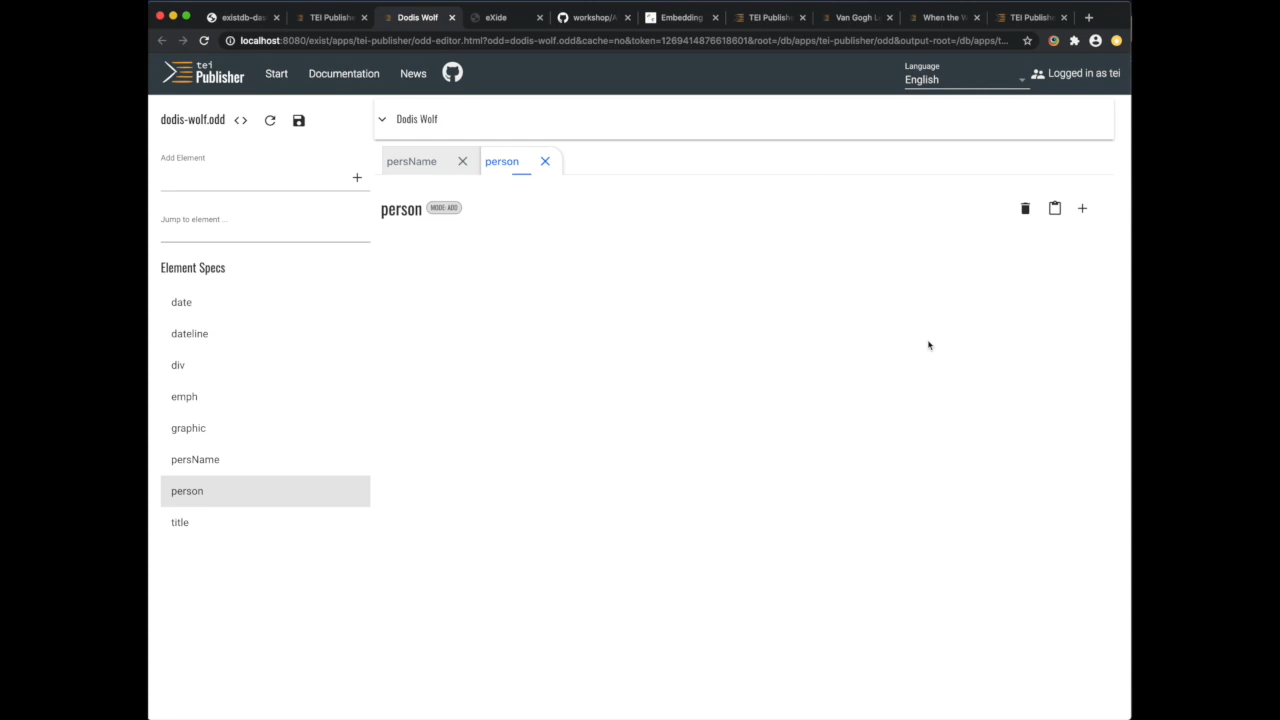 existdb-das
TEI Publishe
Dodis Wolf
eXide
workshop/A
Embedding
TEI Publishe
Van Gogh L
When the W
TEI Publishe
localhost:8080/exist/apps/tei-publisher/odd-editor.html?odd=dodis-wolf.odd&cache=no&token=1269414876618601&root=/db/apps/tei-publisher/odd&output-root=/db/apps/t...
tei Publisher
Start
Documentation
News
Language
English
Logged in as tei
dodis-wolf.odd
Dodis Wolf
Add Element
persName
person
Jump to element ...
person
MODE: ADD
Element Specs
date
dateline
div
emph
graphic
persName
person
title